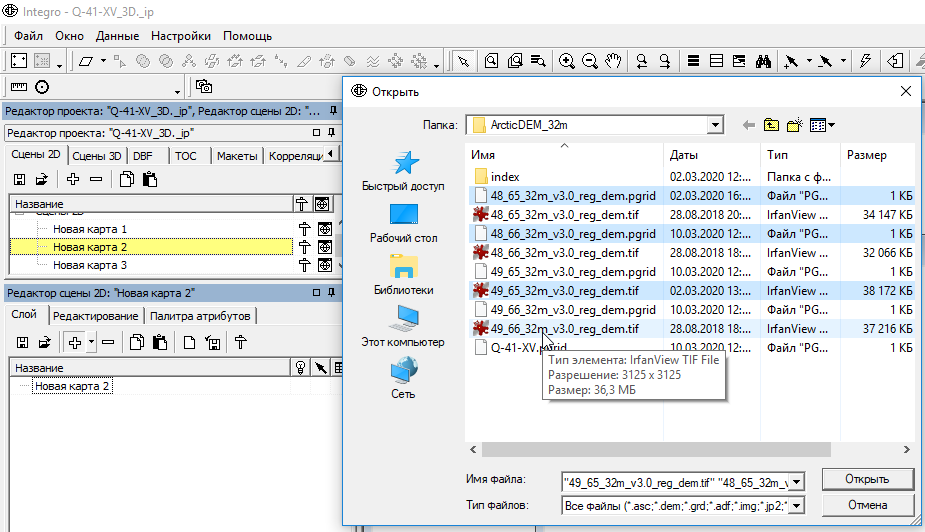 Integro - Q-41-XV_3D._ip
Файл Окно Данные Настройки Помощь
Редактор проекта: "Q-41-XV_3D._ip", Редактор сцены 2D: "...
Редактор проекта: "Q-41-XV_3D._ip"
Сцены 2D Сцены 3D DBF ТОС Макеты Корреляци
Название
Сцены 2D
Новая карта 1
Новая карта 2
Новая карта 3
Редактор сцены 2D: "Новая карта 2"
Слой Редактирование Палитра атрибутов
Название
Новая карта 2
Открыть
Папка: ArcticDEM_32m
Быстрый доступ
Рабочий стол
Библиотеки
Этот компьютер
Сеть
Имя Даты Тип Размер
index 02.03.2020 12:... Папка с ф...
48_65_32m_v3.0_reg_dem.pgrid 02.03.2020 16:... Файл "PG... 1 КБ
48_65_32m_v3.0_reg_dem.tif 28.08.2018 20:... IrfanView ... 34 147 КБ
48_66_32m_v3.0_reg_dem.pgrid 10.03.2020 12:... Файл "PG... 1 КБ
48_66_32m_v3.0_reg_dem.tif 28.08.2018 18:... IrfanView ... 32 066 КБ
49_65_32m_v3.0_reg_dem.pgrid 10.03.2020 12:... Файл "PG... 1 КБ
49_65_32m_v3.0_reg_dem.tif 02.03.2020 13:... IrfanView ... 38 172 КБ
49_66_32m_v3.0_reg_dem.pgrid 10.03.2020 12:... Файл "PG... 1 КБ
49_66_32m_v3.0_reg_dem.tif 28.08.2018 18:... IrfanView ... 37 216 КБ
Q-41-XV.pgrid 10.03.2020 12:... Файл "PG... 1 КБ
Тип элемента: IrfanView TIF File
Разрешение: 3125 x 3125
Размер: 36,3 МБ
Имя файла: "49_65_32m_v3.0_reg_dem.tif" "48_65_32m_v
Открыть
Тип файлов: Все файлы (*.asc;*.dem;*.grd;*.adf;*.img;*.jp2;*
Отмена